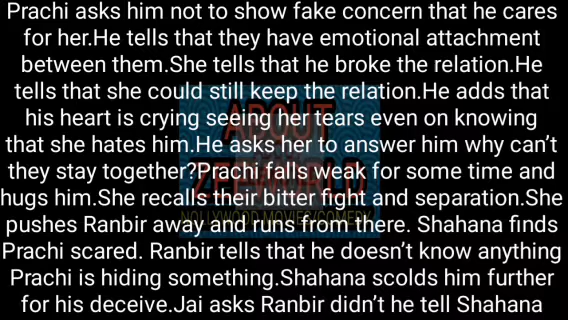 Prachi asks him not to show fake concern that he cares
for her.He tells that they have emotional attachment
between them.She tells that he broke the relation.He
tells that she could still keep the relation.He adds that
his heart is crying seeing her tears even on knowing
that she hates him.He asks her to answer him why can't
they stay together?Prachi falls weak for some time and
hugs him.She recalls their bitter fight and separation.She
pushes Ranbir away and runs from there. Shahana finds
Prachi scared. Ranbir tells that he doesn't know anything
Prachi is hiding something.Shahana scolds him further
for his deceive.Jai asks Ranbir didn't he tell Shahana
ABOUT
ZEEWORLD
NOLLYWOOD MOVIE&COMEDY